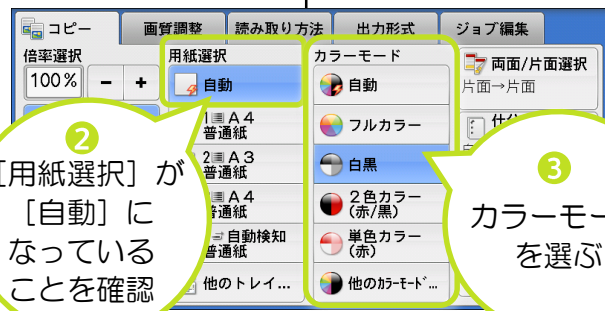 コピー
画質調整
読み取り方法
出力形式
ジョブ編集
倍率選択
100%
－
＋
用紙選択
自動
1 A4
普通紙
2 A3
普通紙
A4
普通紙
自動検知
普通紙
他のトレイ...
カラーモード
自動
フルカラー
白黒
2色カラー
(赤/黒)
単色カラー
(赤)
他のカラーモード...
両面/片面選択
片面→片面
2
［用紙選択］が
［自動］に
なっている
ことを確認
3
カラーモー
を選ぶ